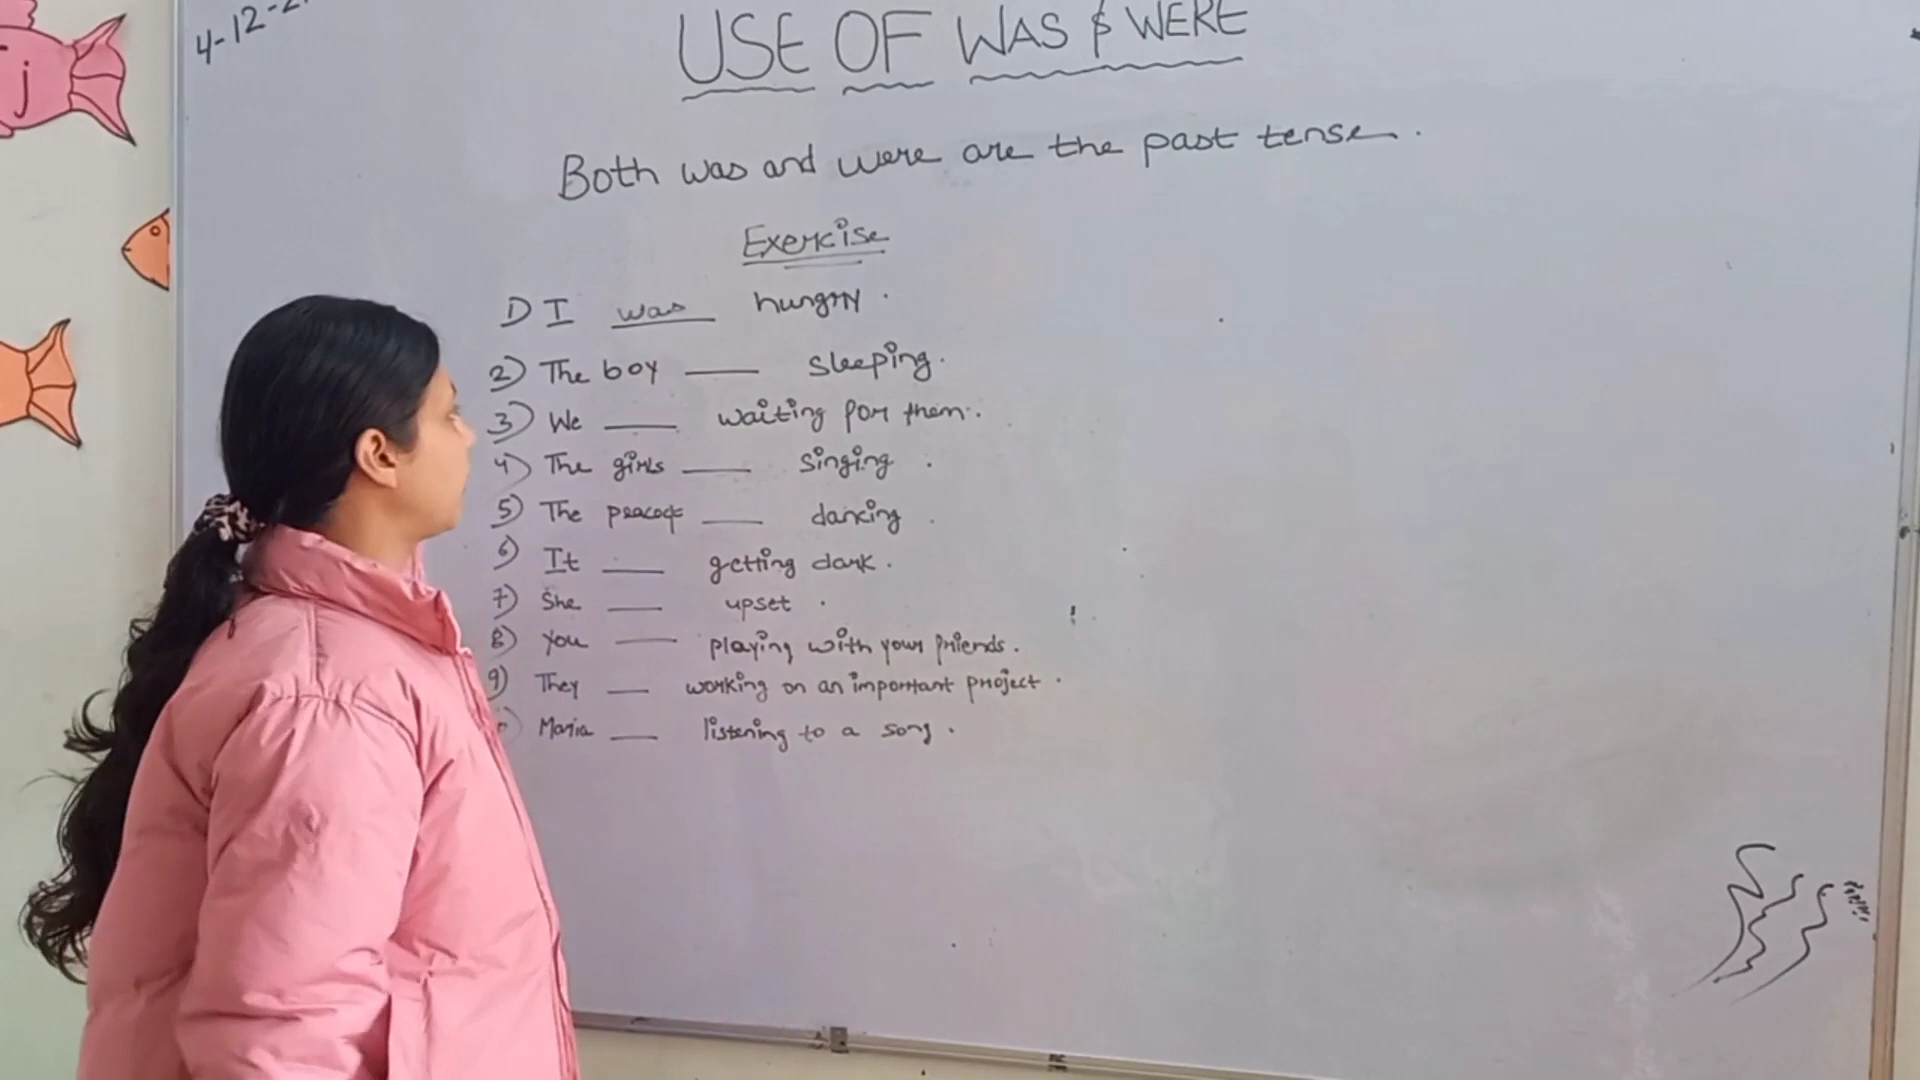 j
4-12-2
USE OF WAS & WERE
Both was and were are the past tense.
Exercise
1) I was hungry.
2) The boy ___ sleeping.
3) We ___ waiting for them.
4) The girls ___ singing.
5) The peacock ___ dancing.
6) It ___ getting dark.
7) She ___ upset.
8) You ___ playing with your friends.
9) They ___ working on an important project.
Maria ___ listening to a song.